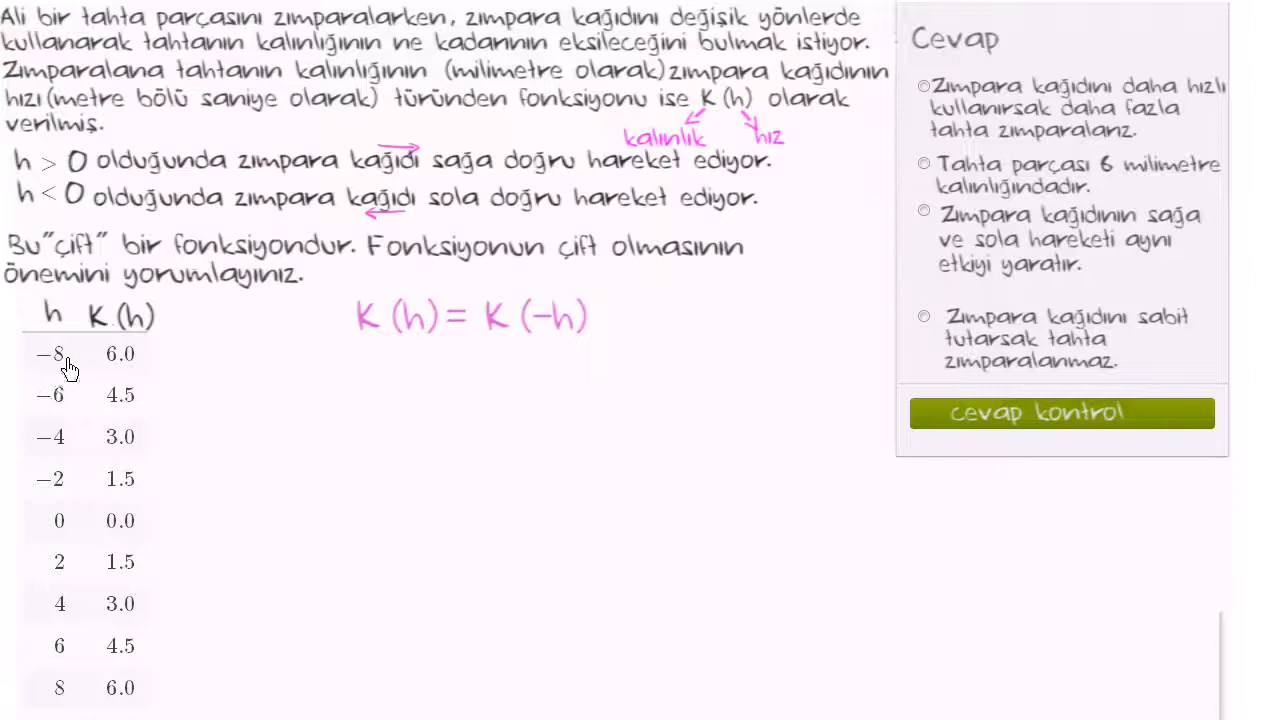 Ali bir tahta parçasını zımparalarken, zımpara kağıdını değişik yönlerde
kullanarak tahtanın kalınlığının ne kadarının eksileceğini bulmak istiyor.
Zımparalana tahtanın kalınlığının (milimetre olarak) zımpara kağıdının
hızı (metre bölü saniye olarak) türünden fonksiyonu ise K (h) olarak
verilmiş.
kalınlık hız
h > 0 olduğunda zımpara kağıdı sağa doğru hareket ediyor.
h < 0 olduğunda zımpara kağıdı sola doğru hareket ediyor.
Bu "çift" bir fonksiyondur. Fonksiyonun çift olmasının
önemini yorumlayınız.
h K (h)
−8 6.0
−6 4.5
−4 3.0
−2 1.5
0 0.0
2 1.5
4 3.0
6 4.5
8 6.0
K (h) = K (-h)
Cevap
Zımpara kağıdını daha hızlı
kullanırsak daha fazla
tahta zımparalarız.
Tahta parçası 6 milimetre
kalınlığındadır.
Zımpara kağıdının sağa
ve sola hareketi aynı
etkiyi yaratır.
Zımpara kağıdını sabit
tutarsak tahta
zımparalanmaz.
cevap kontrol